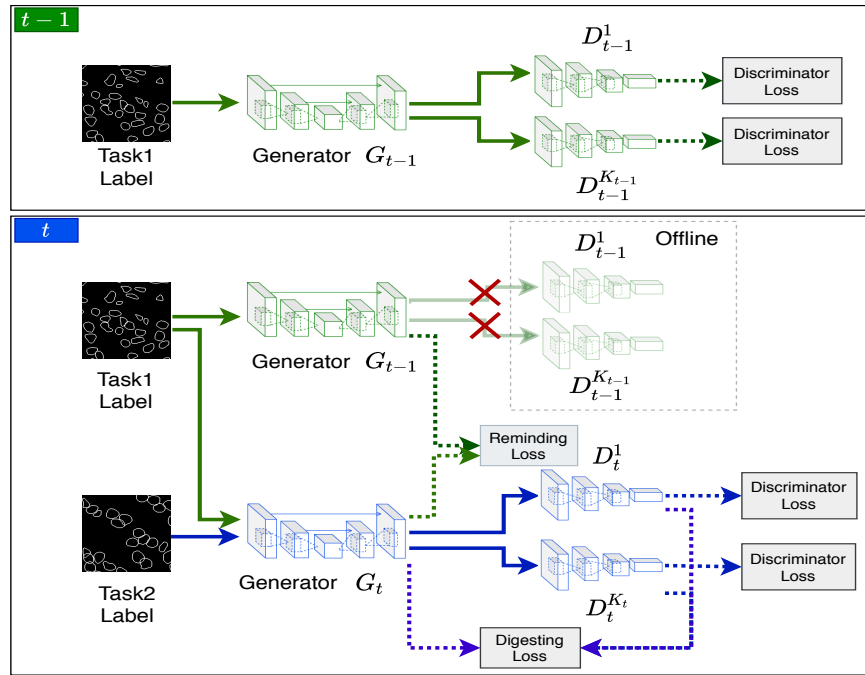 t − 1
D^1_{t−1}
Discriminator
Loss
Task1
Label
Generator G_{t−1}
Discriminator
Loss
D^{K_{t−1}}_{t−1}
t
D^1_{t−1}
Offline
Task1
Label
Generator G_{t−1}
D^{K_{t−1}}_{t−1}
Reminding
Loss
D^1_t
Discriminator
Loss
Task2
Label
Generator G_t
Discriminator
Loss
D^{K_t}_t
Digesting
Loss